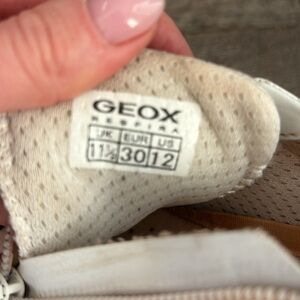 GEOX
RESPIRA
UK EUR US
11½ 30 12